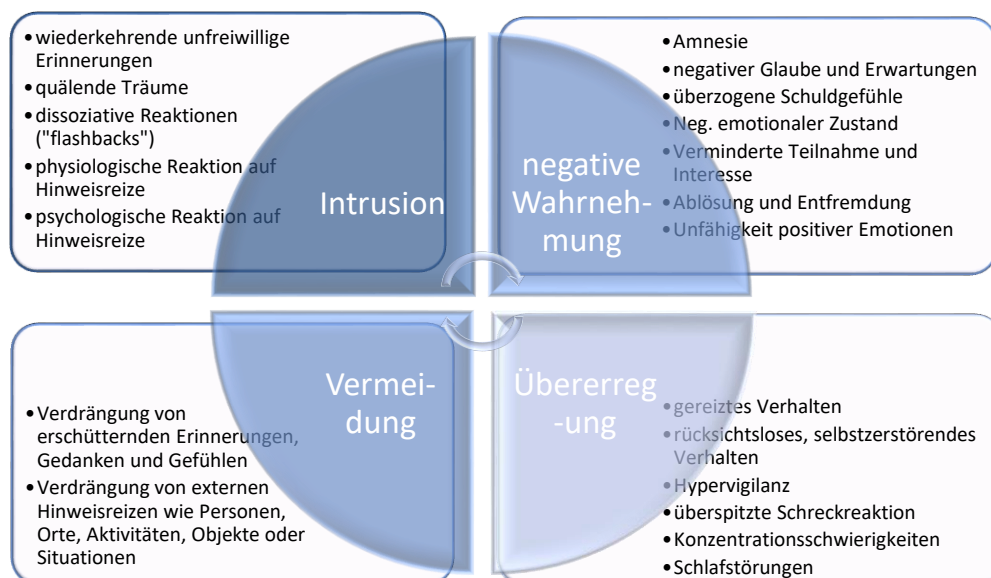 • wiederkehrende unfreiwillige
Erinnerungen
• quälende Träume
• dissoziative Reaktionen
("flashbacks")
• physiologische Reaktion auf
Hinweisreize
• psychologische Reaktion auf
Hinweisreize
Intrusion
• Amnesie
• negativer Glaube und Erwartungen
• überzogene Schuldgefühle
• Neg. emotionaler Zustand
• Verminderte Teilnahme und
Interesse
• Ablösung und Entfremdung
• Unfähigkeit positiver Emotionen
negative
Wahrneh-
mung
• Verdrängung von
erschütternden Erinnerungen,
Gedanken und Gefühlen
• Verdrängung von externen
Hinweisreizen wie Personen,
Orte, Aktivitäten, Objekte oder
Situationen
Vermei-
dung
Übererreg
-ung
• gereiztes Verhalten
• rücksichtsloses, selbstzerstörendes
Verhalten
• Hypervigilanz
• überspitzte Schreckreaktion
• Konzentrationsschwierigkeiten
• Schlafstörungen